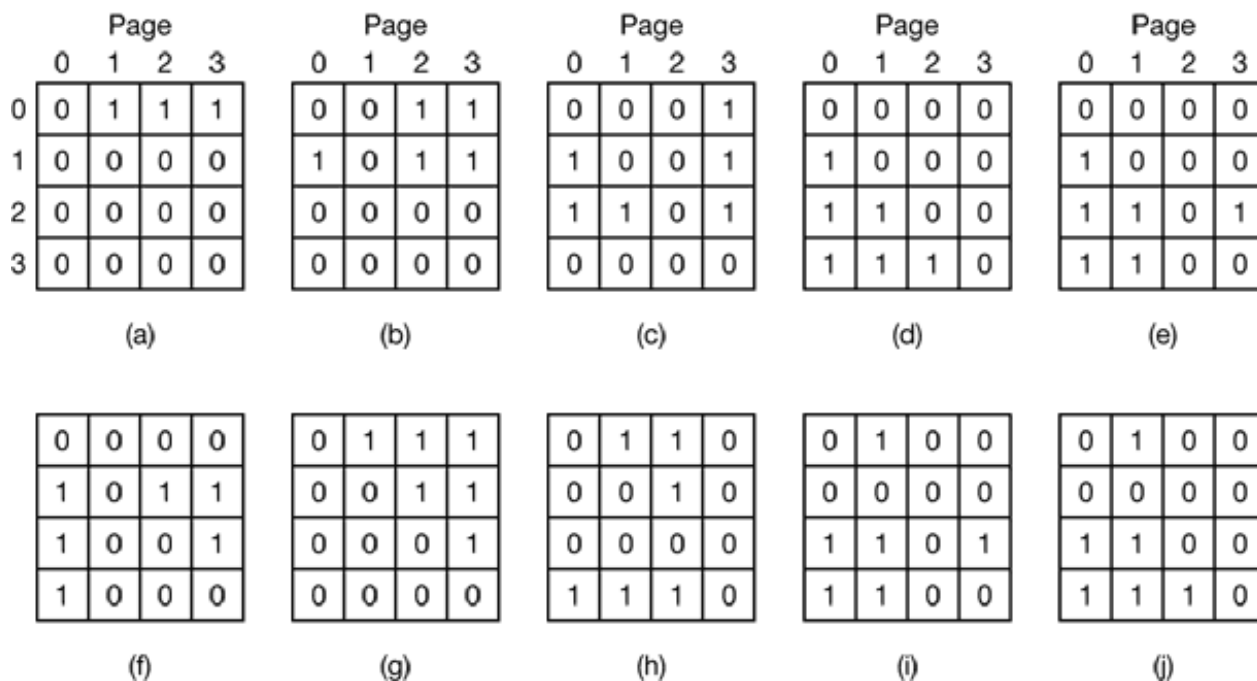 Page Page Page Page Page
0 1 2 3 0 1 2 3 0 1 2 3 0 1 2 3 0 1 2 3
0 0 1 1 1 0 0 1 1 0 0 0 1 0 0 0 0 0 0 0 0
1 0 0 0 0 1 0 1 1 1 0 0 1 1 0 0 0 1 0 0 0
2 0 0 0 0 0 0 0 0 1 1 0 1 1 1 0 0 1 1 0 1
3 0 0 0 0 0 0 0 0 0 0 0 0 1 1 1 0 1 1 0 0
(a) (b) (c) (d) (e)
0 0 0 0 0 1 1 1 0 1 1 0 0 1 0 0 0 1 0 0
1 0 1 1 0 0 1 1 0 0 1 0 0 0 0 0 0 0 0 0
1 0 0 1 0 0 0 1 0 0 0 0 1 1 0 1 1 1 0 0
1 0 0 0 0 0 0 0 1 1 1 0 1 1 0 0 1 1 1 0
(f) (g) (h) (i) (j)